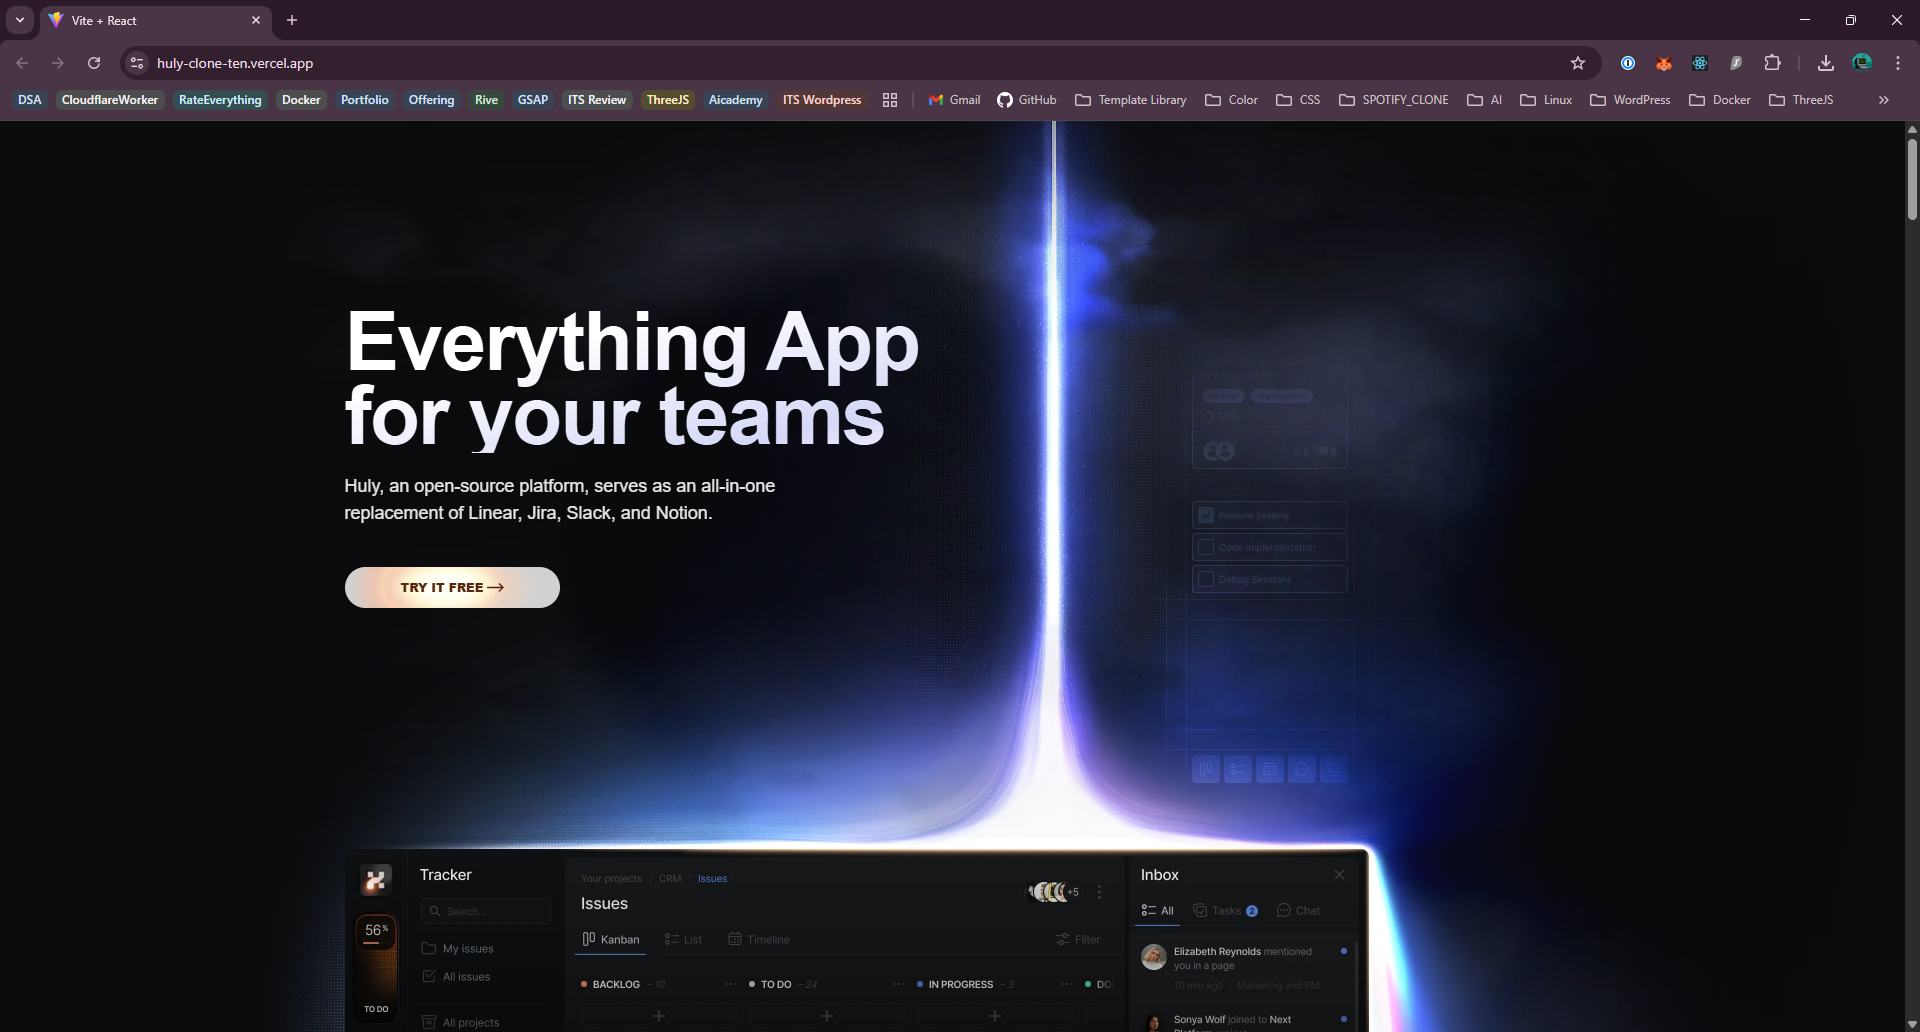 Vite + React
huly-clone-ten.vercel.app
DSA CloudflareWorker RateEverything Docker Portfolio Offering Rive GSAP ITS Review ThreeJS Aicademy ITS Wordpress Gmail GitHub Template Library Color CSS SPOTIFY_CLONE AI Linux WordPress Docker ThreeJS
Everything App
for your teams
Huly, an open-source platform, serves as an all-in-one
replacement of Linear, Jira, Slack, and Notion.
TRY IT FREE
Medium Management
30%
2 6
Feature Testing
Code Implementation
Debug Sessions
Tracker
Search...
56%
My issues
All issues
TO DO
All projects
Your projects / CRM / Issues
Issues
+5
Kanban List Timeline Filter
BACKLOG – 10 TO DO – 24 IN PROGRESS – 3 DO
Inbox
All Tasks 2 Chat
Elizabeth Reynolds mentioned
you in a page
10 min ago · Marketing and PM
Sonya Wolf joined to Next